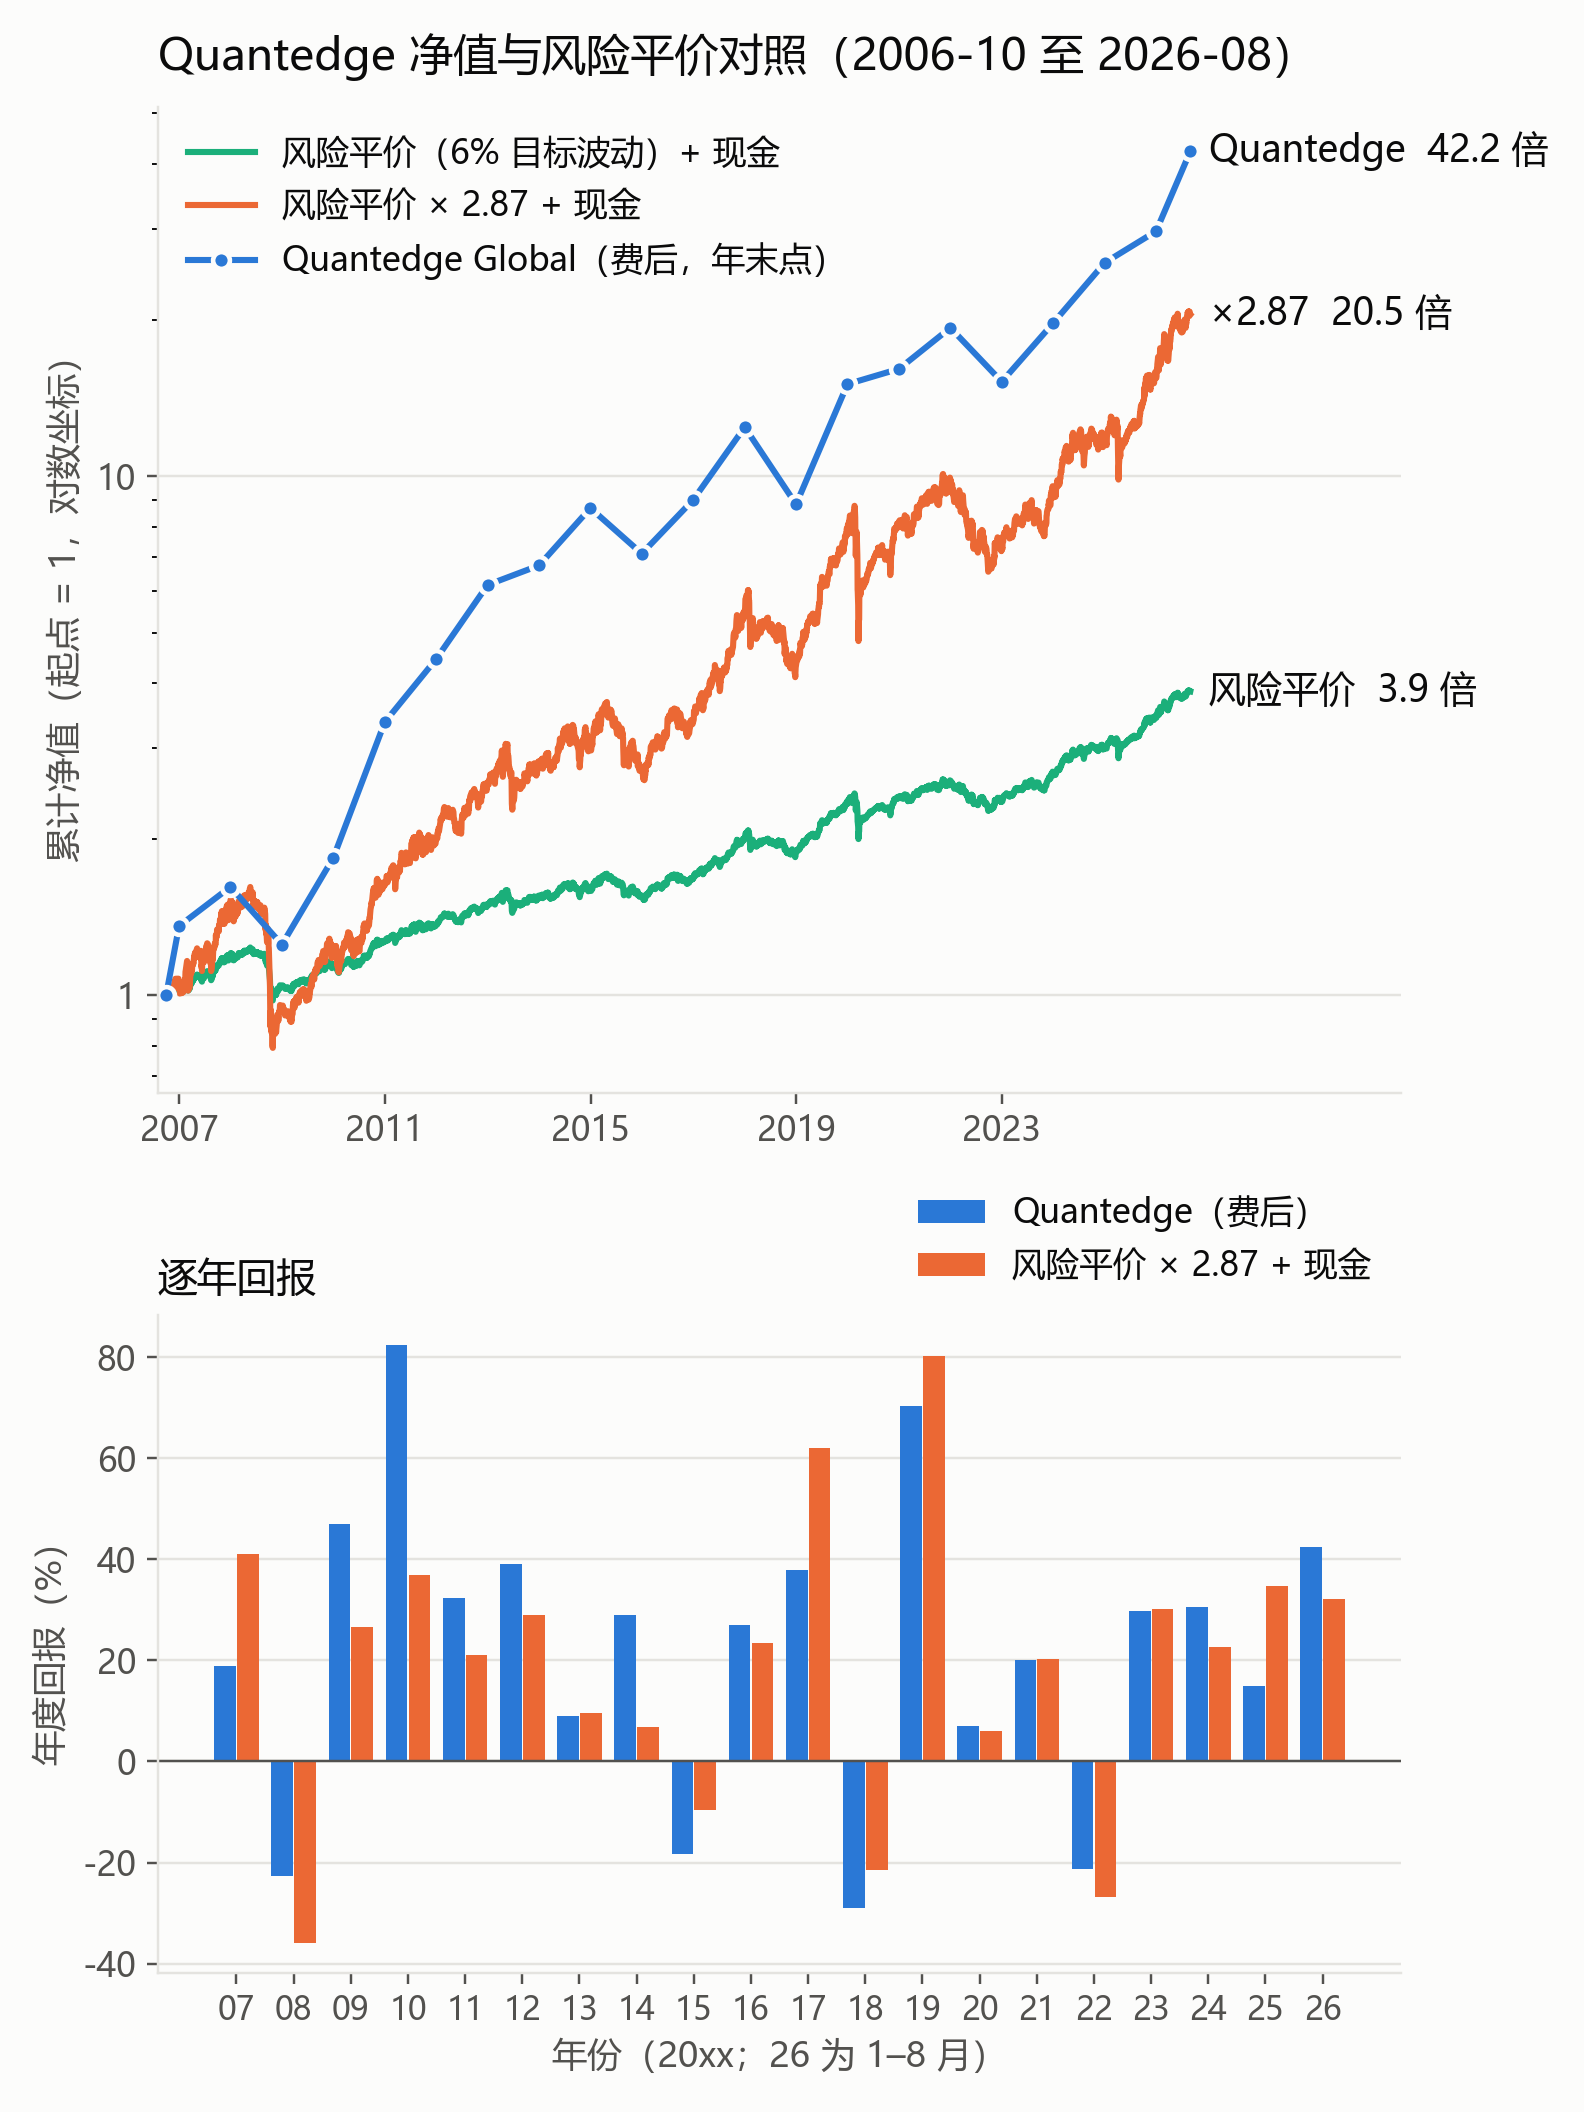 Quantedge 净值与风险平价对照（2006-10 至 2026-08）
风险平价（6% 目标波动）+ 现金
风险平价 × 2.87 + 现金
Quantedge Global（费后，年末点）
Quantedge 42.2 倍
×2.87 20.5 倍
风险平价 3.9 倍
累计净值（起点 = 1，对数坐标）
10
1
2007 2011 2015 2019 2023
Quantedge（费后）
风险平价 × 2.87 + 现金
逐年回报
年度回报（%）
80
60
40
20
0
-20
-40
07 08 09 10 11 12 13 14 15 16 17 18 19 20 21 22 23 24 25 26
年份（20xx；26 为 1–8 月）